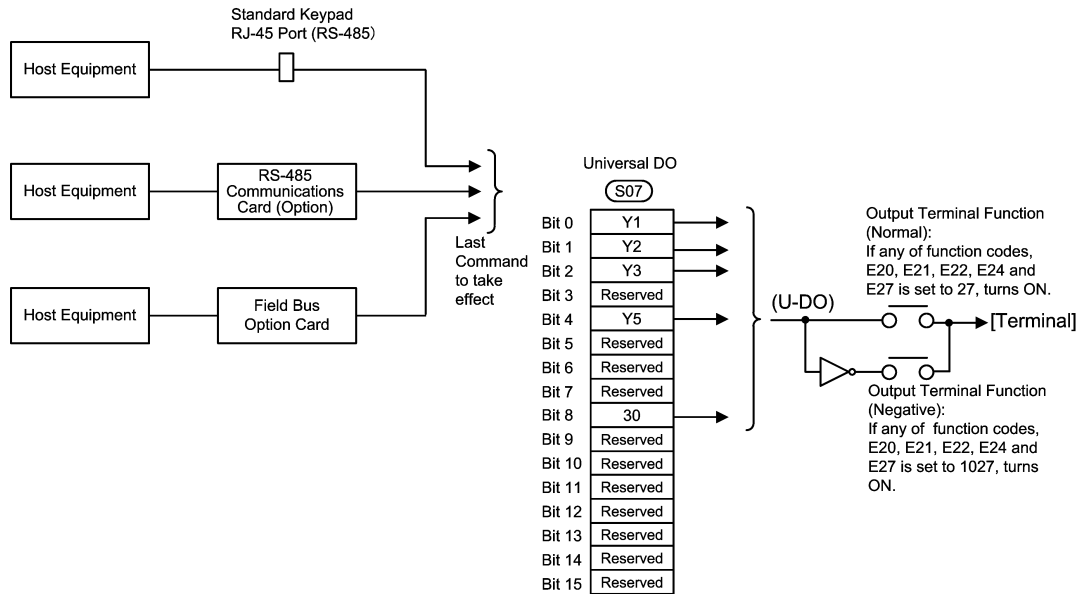 Standard Keypad
RJ-45 Port (RS-485)
Host Equipment
Host Equipment
RS-485
Communications
Card (Option)
Host Equipment
Field Bus
Option Card
Last
Command
to take
effect
Universal DO
S07
Bit 0 Y1
Bit 1 Y2
Bit 2 Y3
Bit 3 Reserved
Bit 4 Y5
Bit 5 Reserved
Bit 6 Reserved
Bit 7 Reserved
Bit 8 30
Bit 9 Reserved
Bit 10 Reserved
Bit 11 Reserved
Bit 12 Reserved
Bit 13 Reserved
Bit 14 Reserved
Bit 15 Reserved
(U-DO)
Output Terminal Function
(Normal):
If any of function codes,
E20, E21, E22, E24 and
E27 is set to 27, turns ON.
[Terminal]
Output Terminal Function
(Negative):
If any of function codes,
E20, E21, E22, E24 and
E27 is set to 1027, turns
ON.